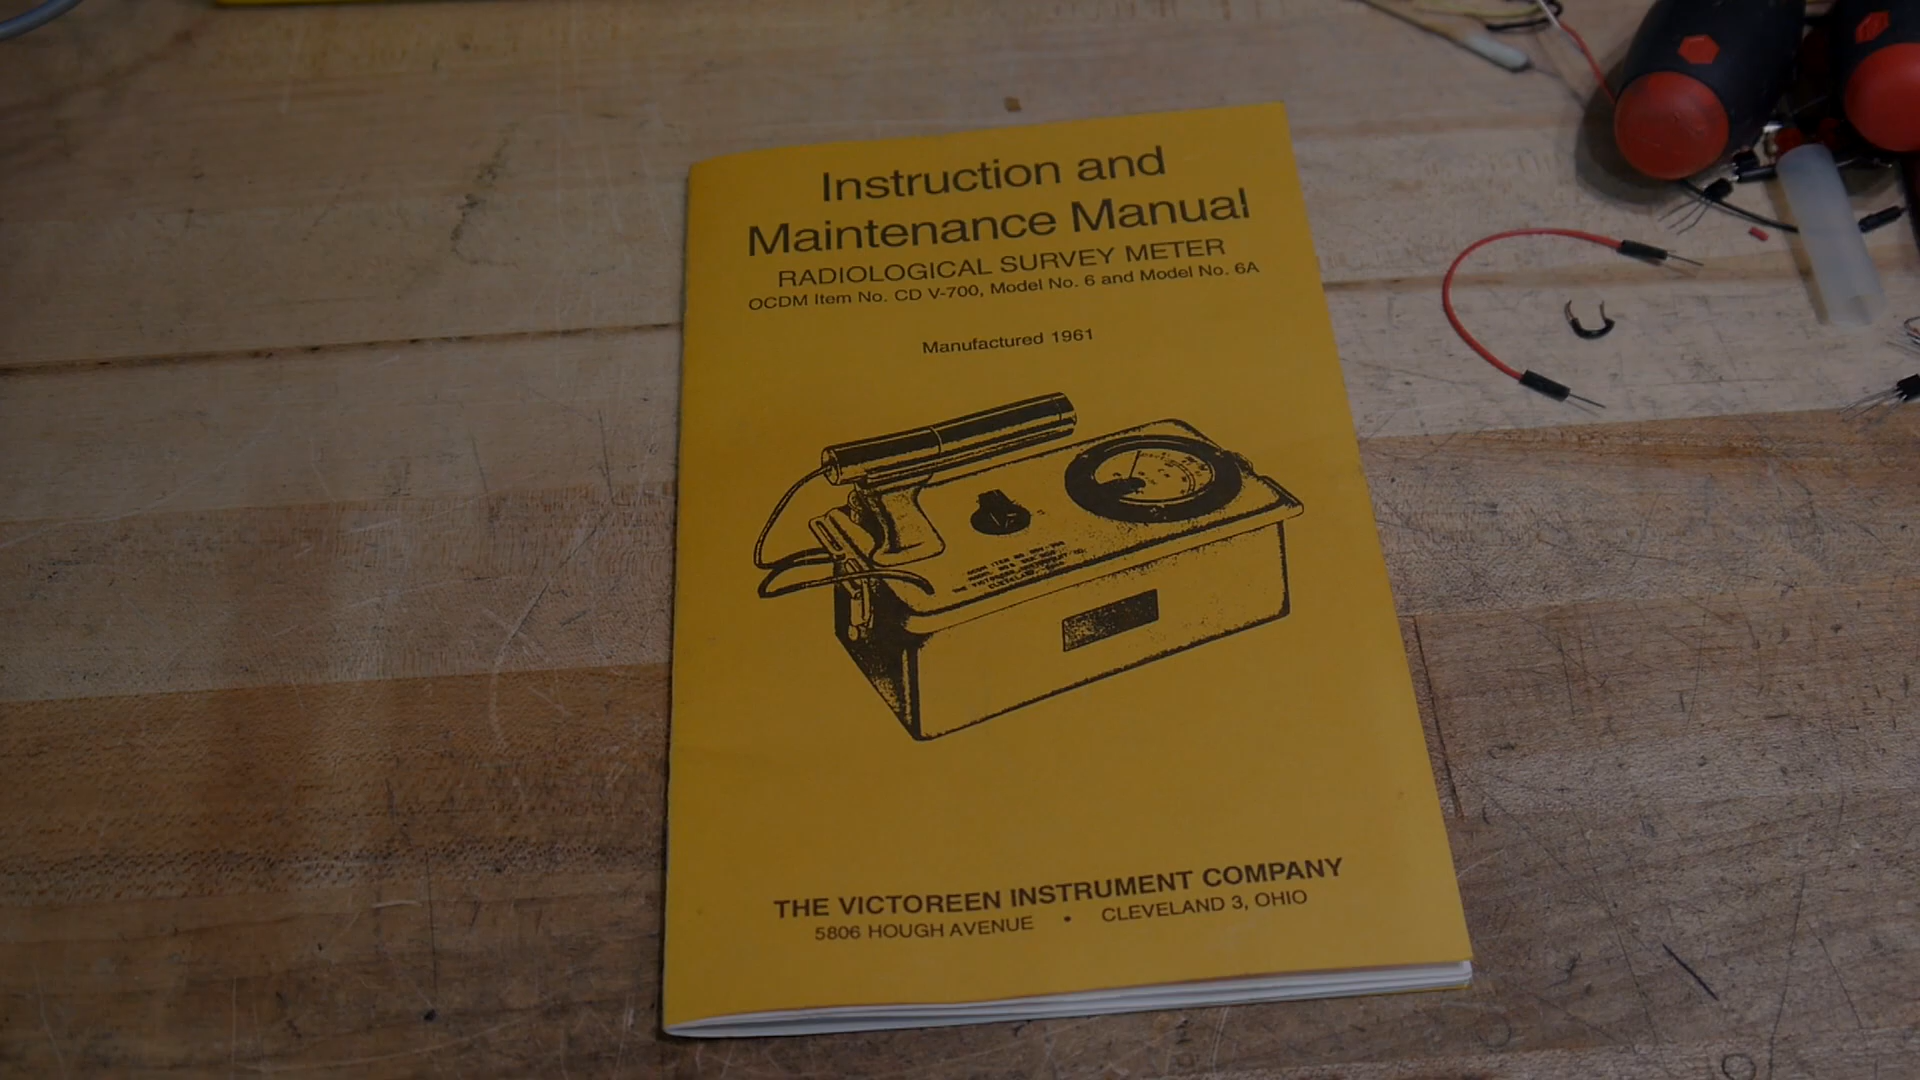 Instruction and
Maintenance Manual
RADIOLOGICAL SURVEY METER
OCDM Item No. CD V-700, Model No. 6 and Model No. 6A
Manufactured 1961
THE VICTOREEN INSTRUMENT COMPANY
5806 HOUGH AVENUE • CLEVELAND 3, OHIO